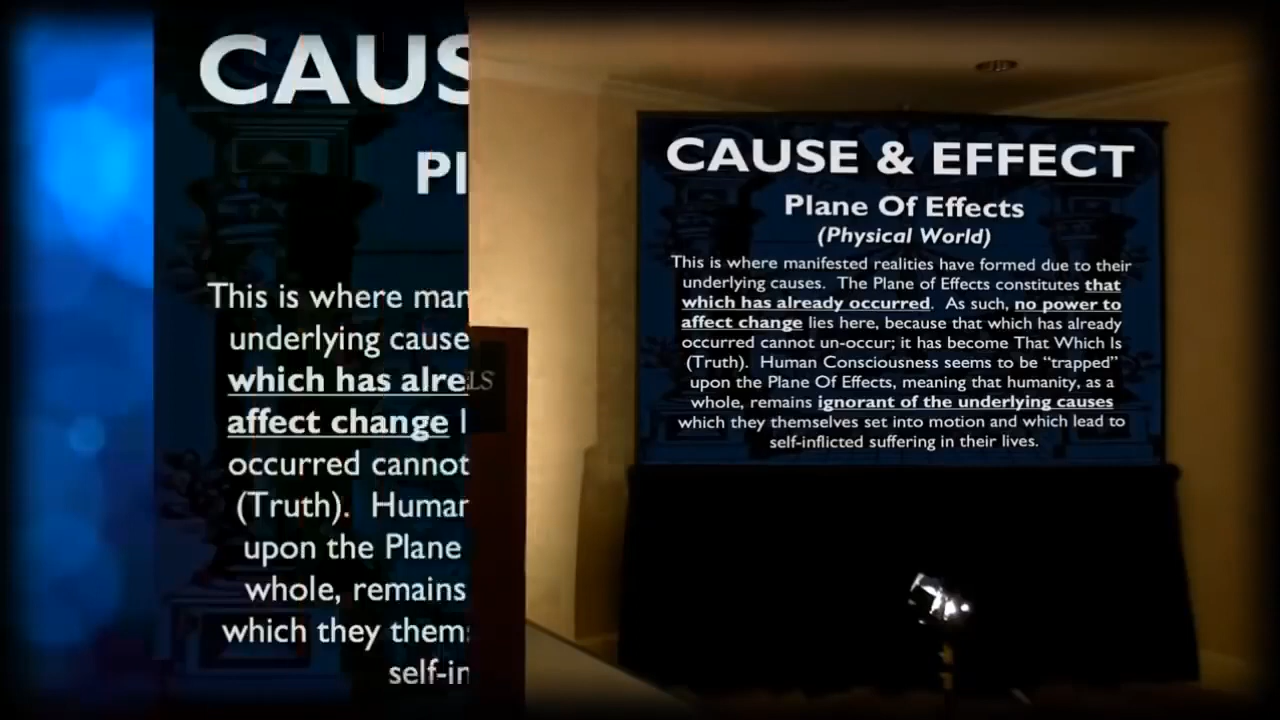 CAUS
Pl
This is where man
underlying cause
which has alre
affect change l
occurred cannot
(Truth).  Human
upon the Plane
whole, remains
which they thems
self-in
LS
CAUSE & EFFECT
Plane Of Effects
(Physical World)
This is where manifested realities have formed due to their
underlying causes.  The Plane of Effects constitutes that
which has already occurred.  As such, no power to
affect change lies here, because that which has already
occurred cannot un-occur; it has become That Which Is
(Truth).  Human Consciousness seems to be “trapped”
upon the Plane Of Effects, meaning that humanity, as a
whole, remains ignorant of the underlying causes
which they themselves set into motion and which lead to
self-inflicted suffering in their lives.